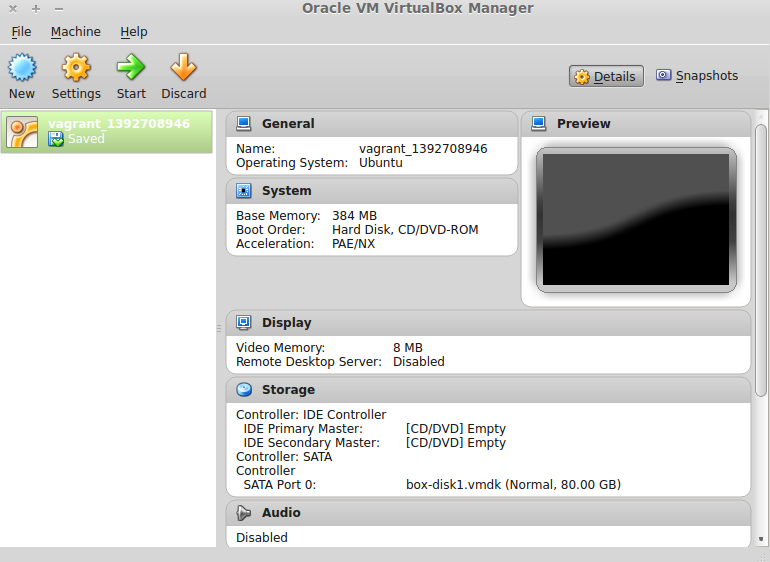 Oracle VM VirtualBox Manager
File Machine Help
New Settings Start Discard
Details Snapshots
vagrant_1392708946
Saved
General
Name: vagrant_1392708946
Operating System: Ubuntu
System
Base Memory: 384 MB
Boot Order: Hard Disk, CD/DVD-ROM
Acceleration: PAE/NX
Preview
Display
Video Memory: 8 MB
Remote Desktop Server: Disabled
Storage
Controller: IDE Controller
IDE Primary Master: [CD/DVD] Empty
IDE Secondary Master: [CD/DVD] Empty
Controller: SATA
Controller
SATA Port 0: box-disk1.vmdk (Normal, 80.00 GB)
Audio
Disabled